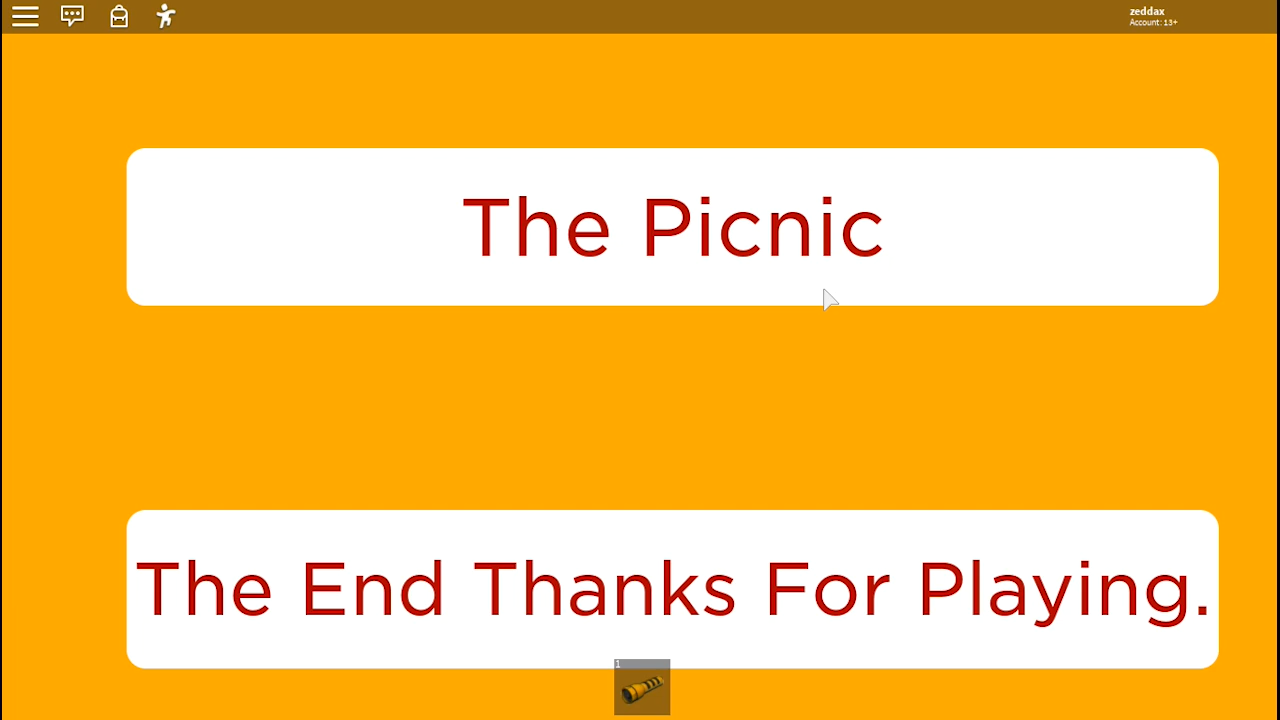 zeddax
Account: 13+
The Picnic
The End Thanks For Playing.
1